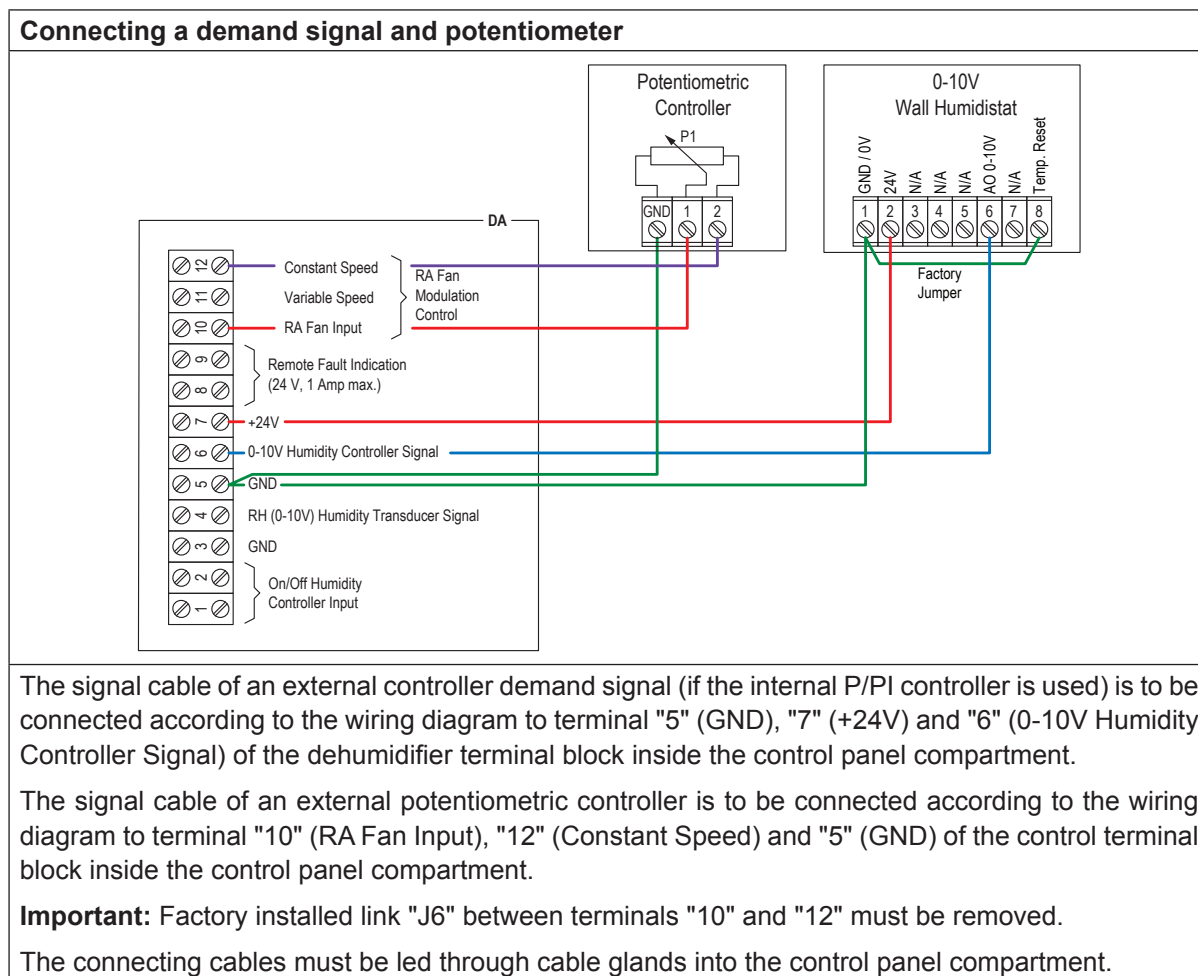 Connecting a demand signal and potentiometer
Potentiometric
Controller
P1
GND 1 2
0-10V
Wall Humidistat
GND / 0V
24V
N/A
N/A
N/A
AO 0-10V
N/A
Temp. Reset
1 2 3 4 5 6 7 8
Factory
Jumper
DA
12 Constant Speed
11 Variable Speed
10 RA Fan Input
RA Fan
Modulation
Control
9
8
Remote Fault Indication
(24 V, 1 Amp max.)
7 +24V
6 0-10V Humidity Controller Signal
5 GND
4 RH (0-10V) Humidity Transducer Signal
3 GND
2
1
On/Off Humidity
Controller Input
The signal cable of an external controller demand signal (if the internal P/PI controller is used) is to be
connected according to the wiring diagram to terminal "5" (GND), "7" (+24V) and "6" (0-10V Humidity
Controller Signal) of the dehumidifier terminal block inside the control panel compartment.
The signal cable of an external potentiometric controller is to be connected according to the wiring
diagram to terminal "10" (RA Fan Input), "12" (Constant Speed) and "5" (GND) of the control terminal
block inside the control panel compartment.
Important: Factory installed link "J6" between terminals "10" and "12" must be removed.
The connecting cables must be led through cable glands into the control panel compartment.